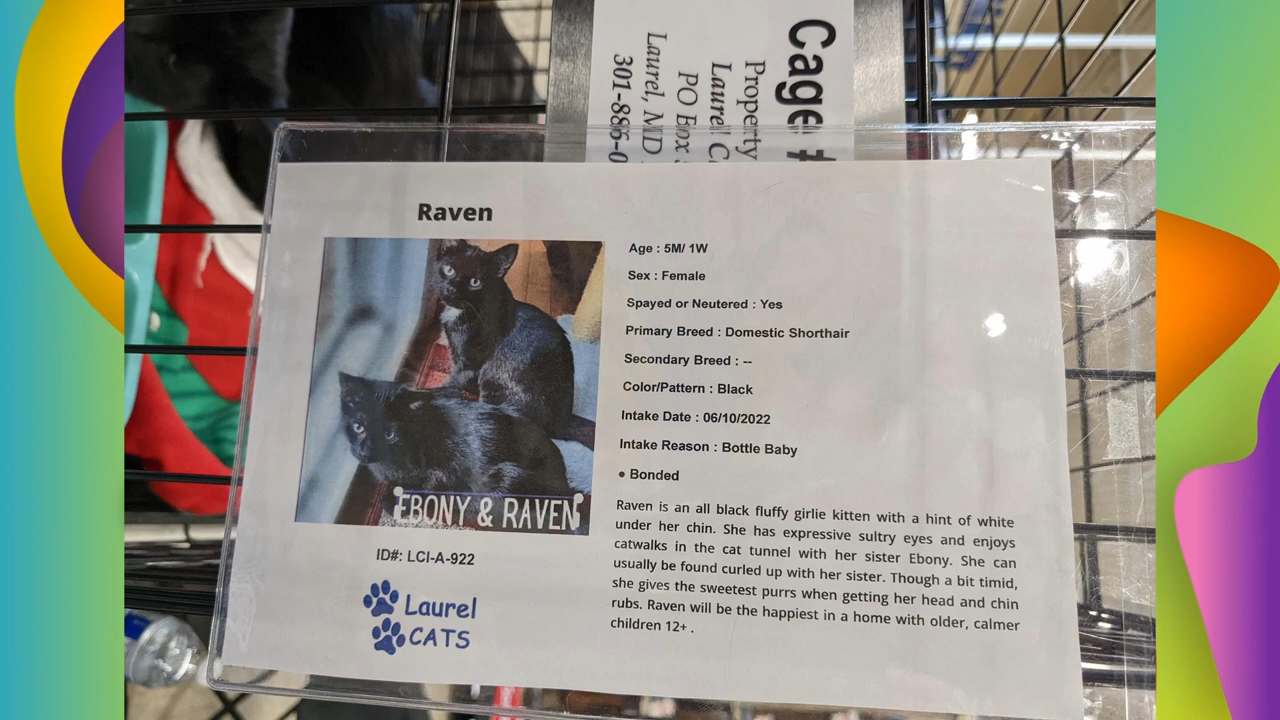 Cage #
Property
Laurel C
PO Box
Laurel, MD
301-886-0
Raven
EBONY & RAVEN
ID#: LCI-A-922
Laurel
CATS
Age : 5M/ 1W
Sex : Female
Spayed or Neutered : Yes
Primary Breed : Domestic Shorthair
Secondary Breed : --
Color/Pattern : Black
Intake Date : 06/10/2022
Intake Reason : Bottle Baby
• Bonded
Raven is an all black fluffy girlie kitten with a hint of white
under her chin. She has expressive sultry eyes and enjoys
catwalks in the cat tunnel with her sister Ebony. She can
usually be found curled up with her sister. Though a bit timid,
she gives the sweetest purrs when getting her head and chin
rubs. Raven will be the happiest in a home with older, calmer
children 12+ .